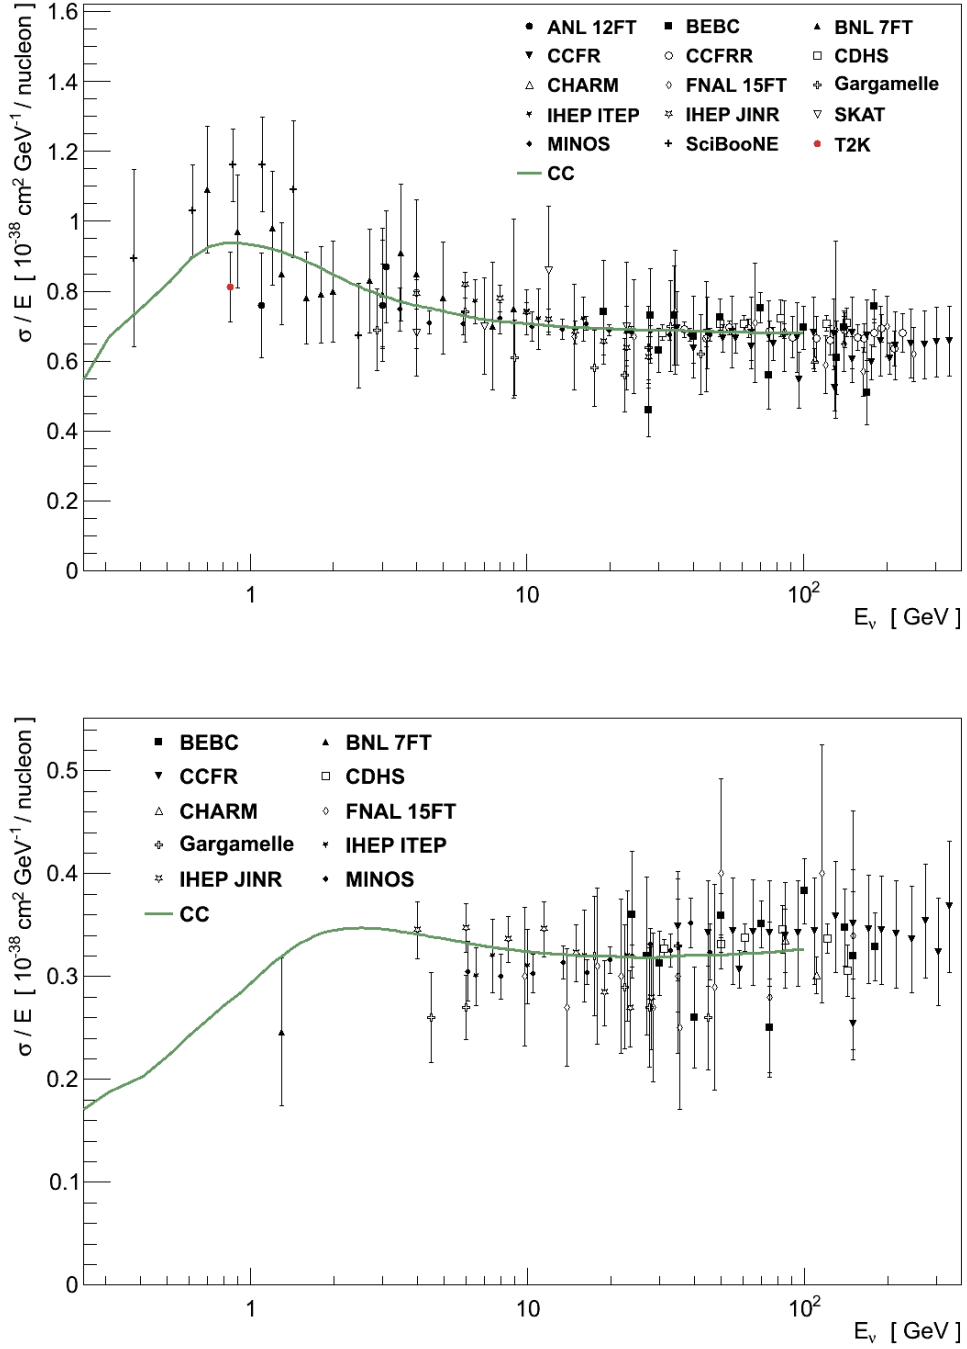 σ / E [ 10⁻³⁸ cm² GeV⁻¹ / nucleon ]
1.6
1.4
1.2
1
0.8
0.6
0.4
0.2
0
ANL 12FT BEBC BNL 7FT
CCFR CCFRR CDHS
CHARM FNAL 15FT Gargamelle
IHEP ITEP IHEP JINR SKAT
MINOS SciBooNE T2K
CC
1 10 10²
Eν [ GeV ]
σ / E [ 10⁻³⁸ cm² GeV⁻¹ / nucleon ]
0.5
0.4
0.3
0.2
0.1
0
BEBC BNL 7FT
CCFR CDHS
CHARM FNAL 15FT
Gargamelle IHEP ITEP
IHEP JINR MINOS
CC
1 10 10²
Eν [ GeV ]